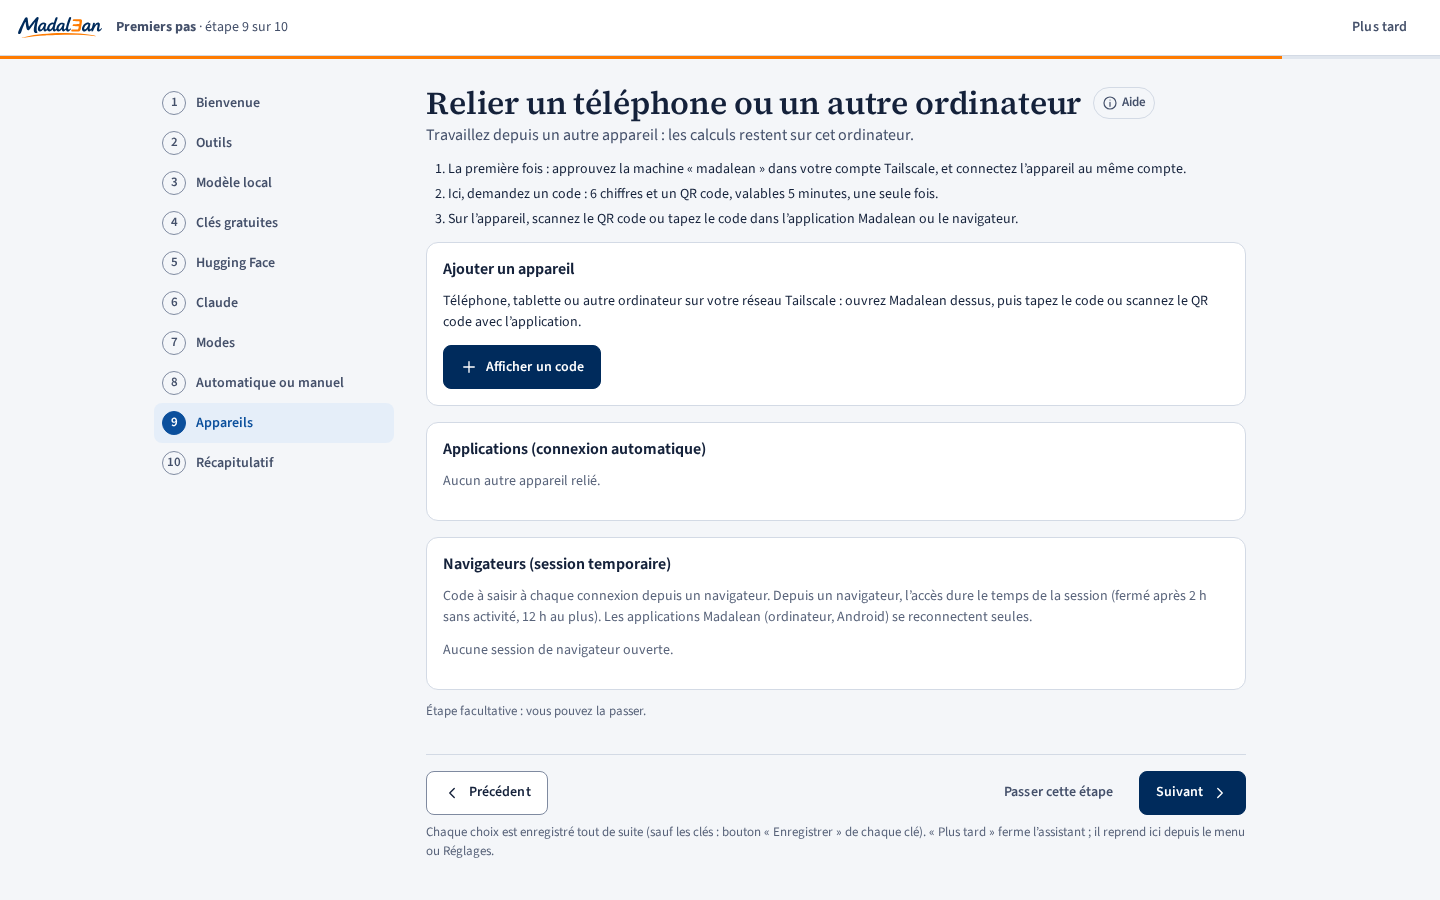 MadalƎan
Premiers pas · étape 9 sur 10
Plus tard
1 Bienvenue
2 Outils
3 Modèle local
4 Clés gratuites
5 Hugging Face
6 Claude
7 Modes
8 Automatique ou manuel
9 Appareils
10 Récapitulatif
Relier un téléphone ou un autre ordinateur
Aide
Travaillez depuis un autre appareil : les calculs restent sur cet ordinateur.
1. La première fois : approuvez la machine « madalean » dans votre compte Tailscale, et connectez l’appareil au même compte.
2. Ici, demandez un code : 6 chiffres et un QR code, valables 5 minutes, une seule fois.
3. Sur l’appareil, scannez le QR code ou tapez le code dans l’application Madalean ou le navigateur.
Ajouter un appareil
Téléphone, tablette ou autre ordinateur sur votre réseau Tailscale : ouvrez Madalean dessus, puis tapez le code ou scannez le QR
code avec l’application.
Afficher un code
Applications (connexion automatique)
Aucun autre appareil relié.
Navigateurs (session temporaire)
Code à saisir à chaque connexion depuis un navigateur. Depuis un navigateur, l’accès dure le temps de la session (fermé après 2 h
sans activité, 12 h au plus). Les applications Madalean (ordinateur, Android) se reconnectent seules.
Aucune session de navigateur ouverte.
Étape facultative : vous pouvez la passer.
Précédent
Passer cette étape
Suivant
Chaque choix est enregistré tout de suite (sauf les clés : bouton « Enregistrer » de chaque clé). « Plus tard » ferme l’assistant ; il reprend ici depuis le menu
ou Réglages.